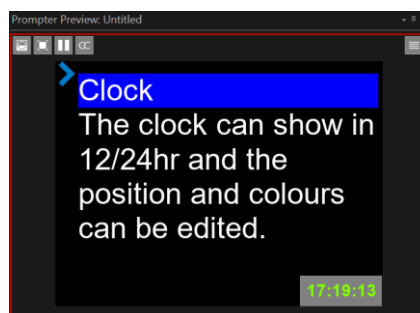 Prompter Preview: Untitled
CC
Clock
The clock can show in
12/24hr and the
position and colours
can be edited.
17:19:13